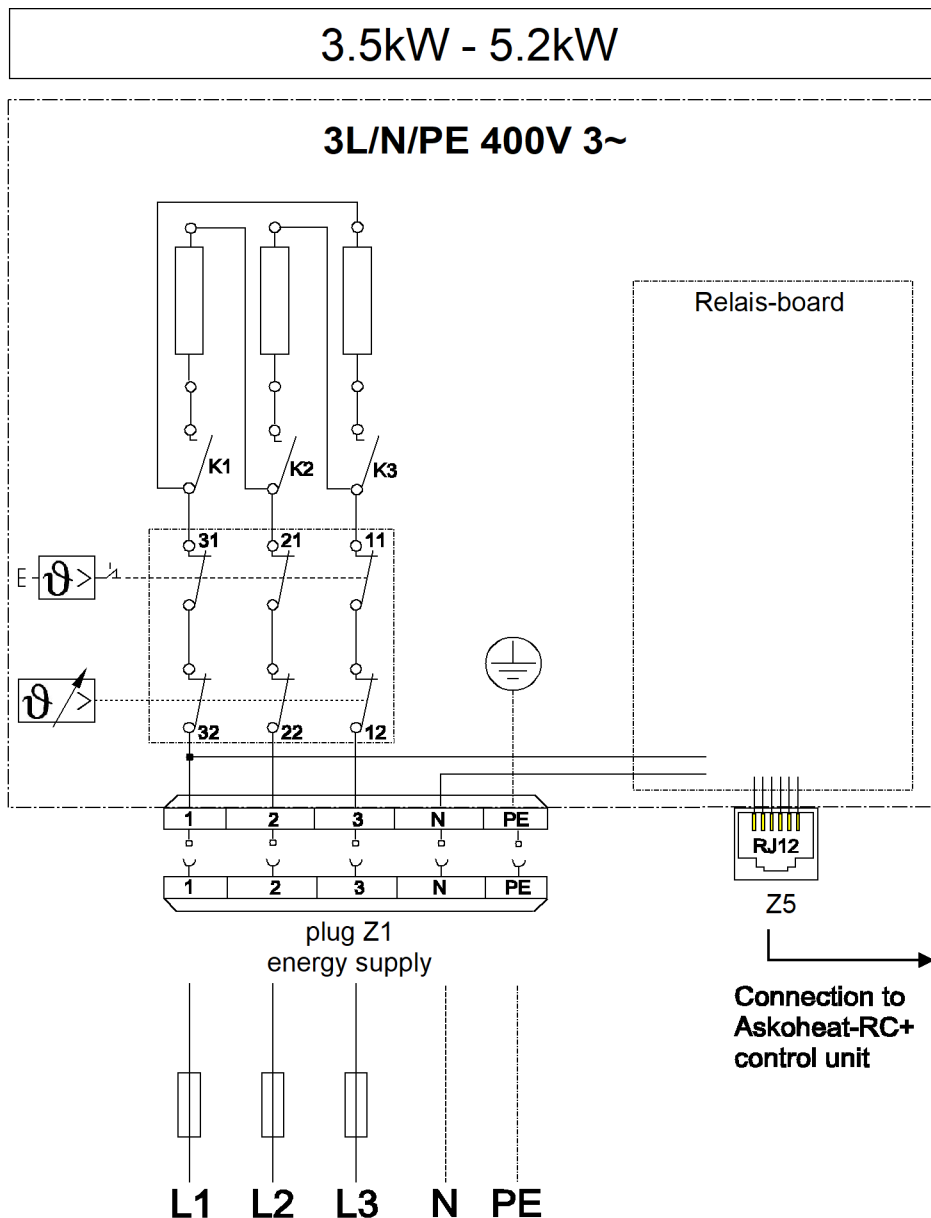 3.5kW - 5.2kW
3L/N/PE 400V 3~
Relais-board
K1 K2 K3
31 21 11
ϑ >
ϑ >
32 22 12
1 2 3 N PE
RJ12
1 2 3 N PE
Z5
plug Z1
energy supply
Connection to
Askoheat-RC+
control unit
L1 L2 L3 N PE